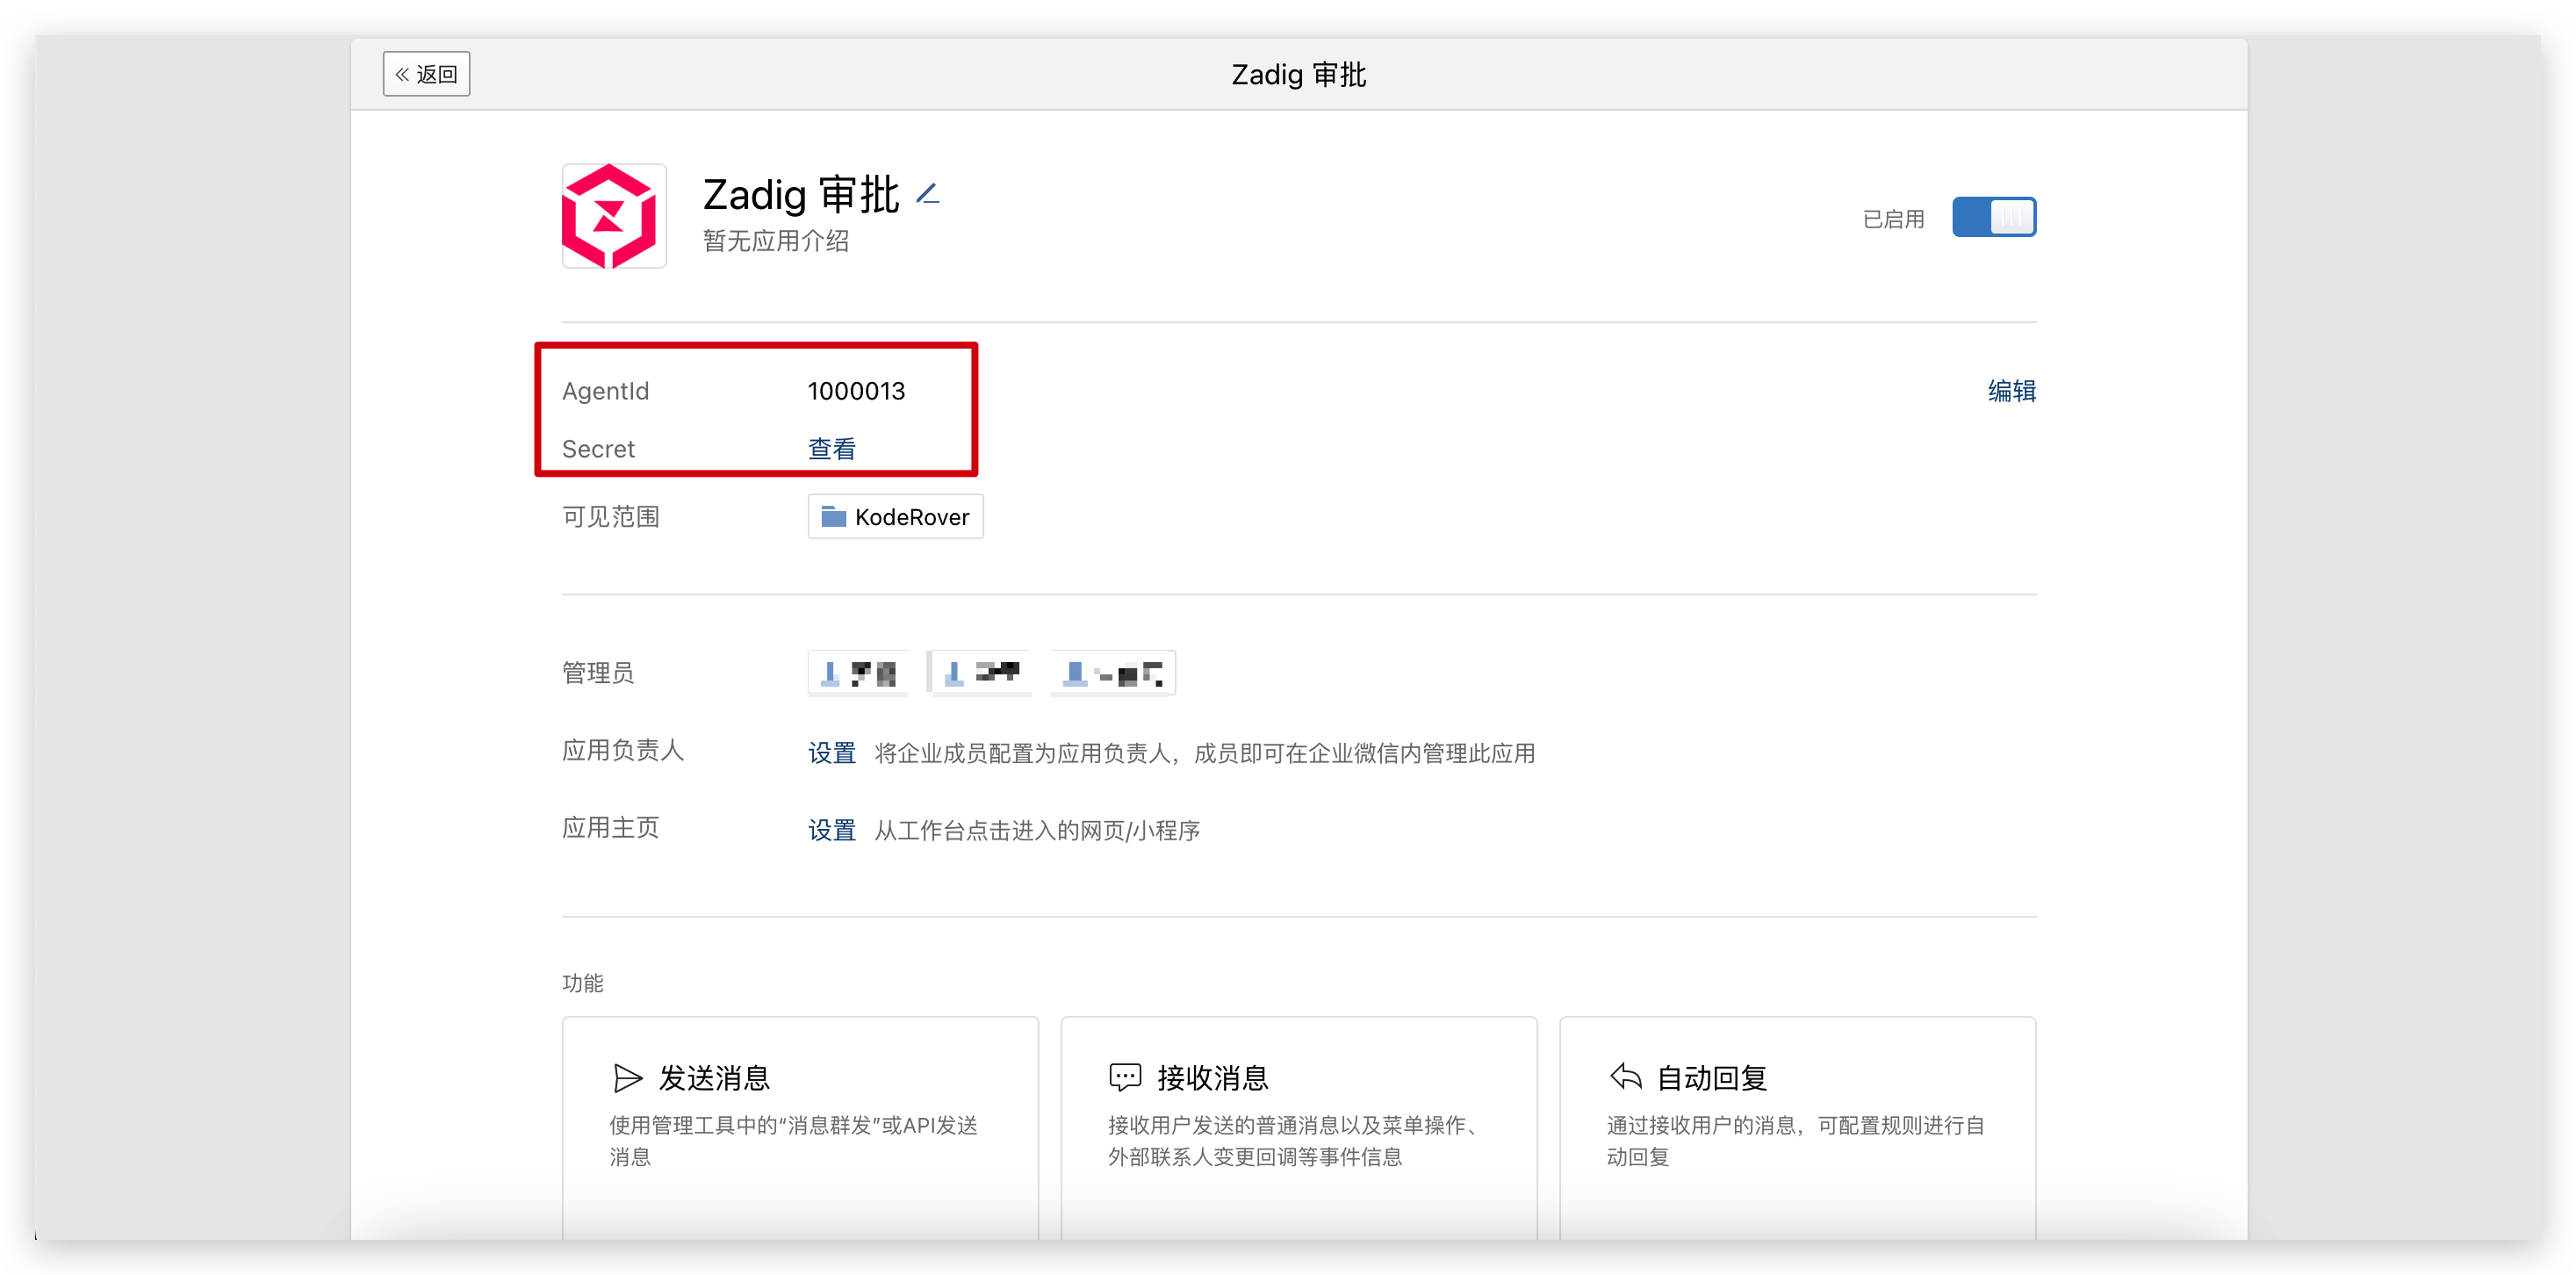 « 返回
Zadig 审批
Zadig 审批
暂无应用介绍
已启用
AgentId 1000013 编辑
Secret 查看
可见范围 KodeRover
管理员
应用负责人 设置 将企业成员配置为应用负责人，成员即可在企业微信内管理此应用
应用主页 设置 从工作台点击进入的网页/小程序
功能
发送消息
使用管理工具中的“消息群发”或API发送
消息
接收消息
接收用户发送的普通消息以及菜单操作、
外部联系人变更回调等事件信息
自动回复
通过接收用户的消息，可配置规则进行自
动回复